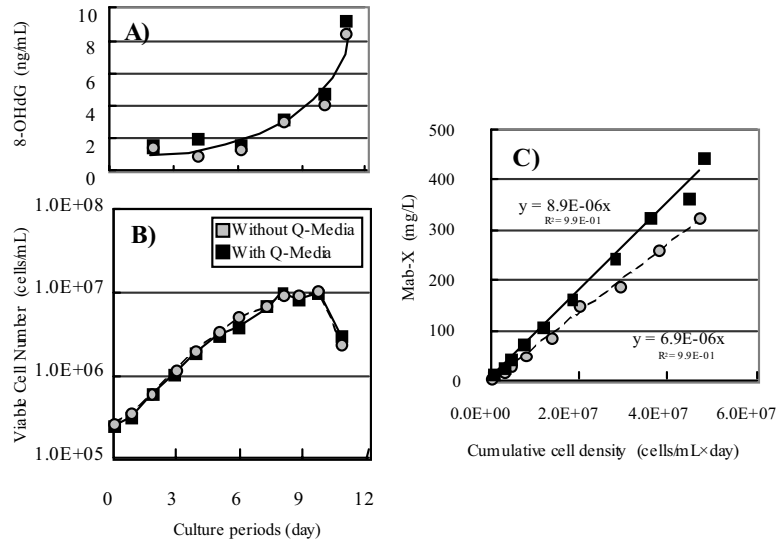 A)
8-OHdG (ng/mL)
10
8
6
4
2
0
B)
Without Q-Media
With Q-Media
Viable Cell Number (cells/mL)
1.0E+08
1.0E+07
1.0E+06
1.0E+05
0
3
6
9
12
Culture periods (day)
C)
Mab-X (mg/L)
500
400
300
200
100
0
y = 8.9E-06x
R²= 9.9E-01
y = 6.9E-06x
R²= 9.9E-01
0.0E+00
2.0E+07
4.0E+07
6.0E+07
Cumulative cell density (cells/mL×day)